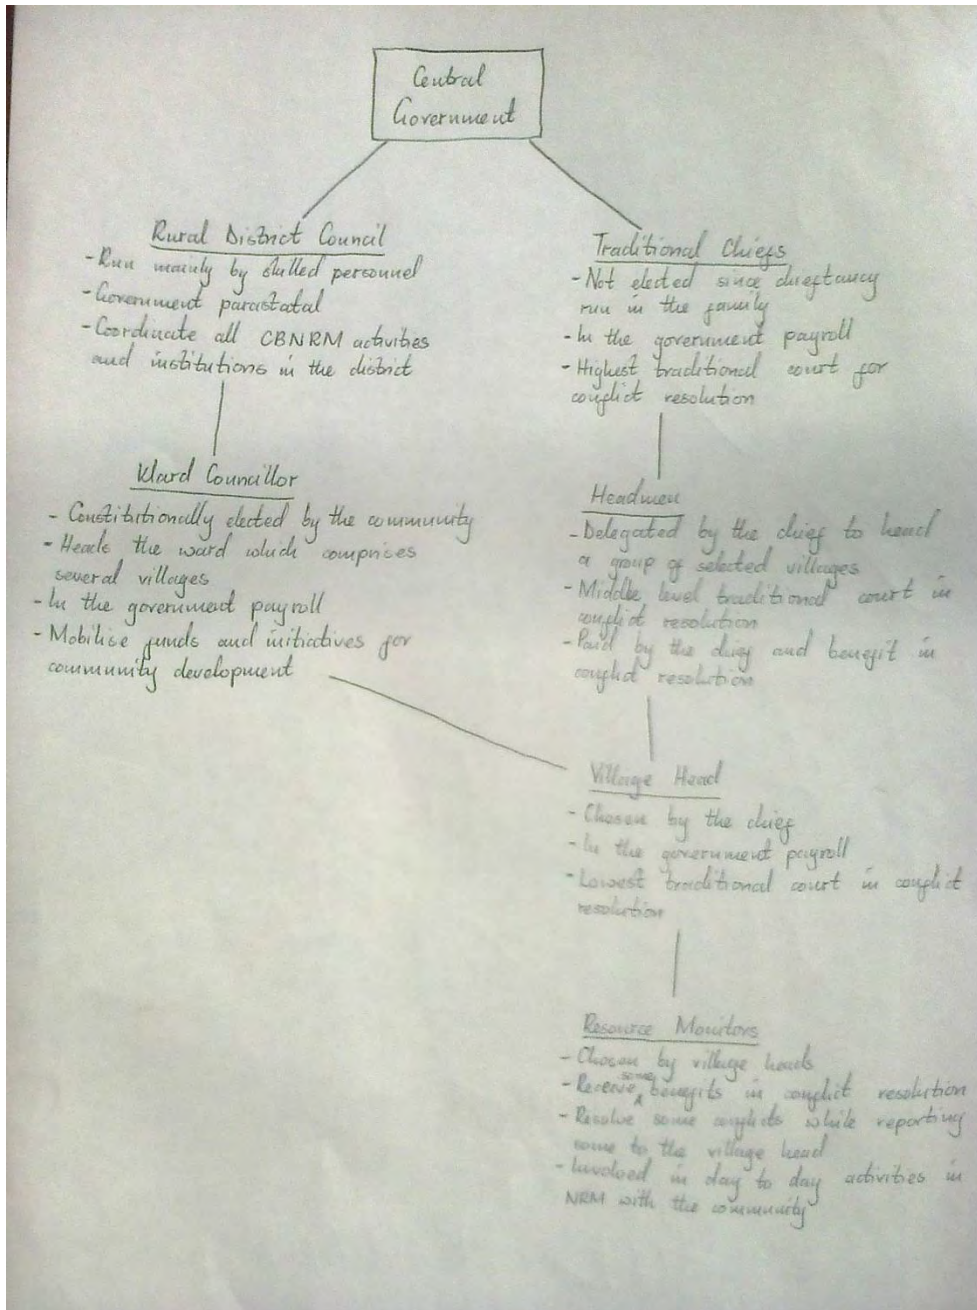 Central
Government
Rural District Council
- Run mainly by skilled personnel
- Government parastatal
- Coordinate all CBNRM activities
and institutions in the district
Ward Councillor
- Constitutionally elected by the community
- Heads the ward which comprices
several villages
- In the government payroll
- Mobilise funds and initiatives for
community development
Traditional Chiefs
- Not elected since chieftancy
run in the family
- In the government payroll
- Highest traditional court for
conflict resolution
Headmen
- Delegated by the chief to head
a group of selected villages
- Middle level traditional court in
conflict resolution
- Paid by the chief and benefit in
conflict resolution
Village Head
- Chosen by the chief
- In the government payroll
- Lowest traditional court in conflict
resolution
Resource Monitors
- Chosen by village heads
- Receive some benefits in conflict resolution
- Resolve some conflicts while reporting
some to the village head
- Involved in day to day activities in
NRM with the community